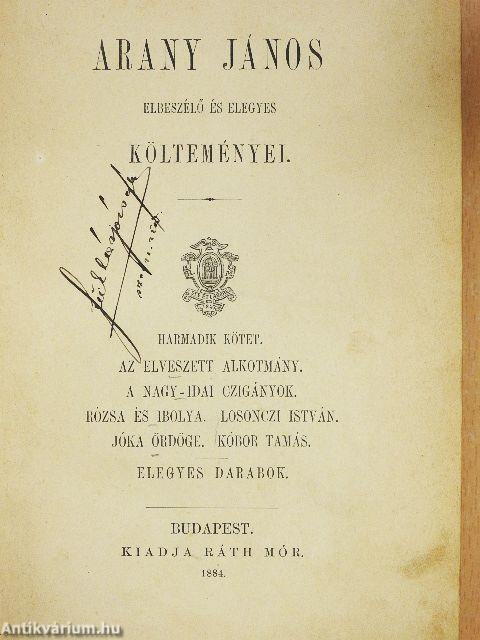 ARANY JÁNOS
ELBESZÉLŐ ÉS ELEGYES
KÖLTEMÉNYEI.
HARMADIK KÖTET.
AZ ELVESZETT ALKOTMÁNY.
A NAGY-IDAI CZIGÁNYOK.
RÓZSA ÉS IBOLYA. LOSONCZI ISTVÁN.
JÓKA ÖRDÖGE. KÓBOR TAMÁS.
ELEGYES DARABOK.
BUDAPEST.
KIADJA RÁTH MÓR.
1884.
Antikvárium.hu